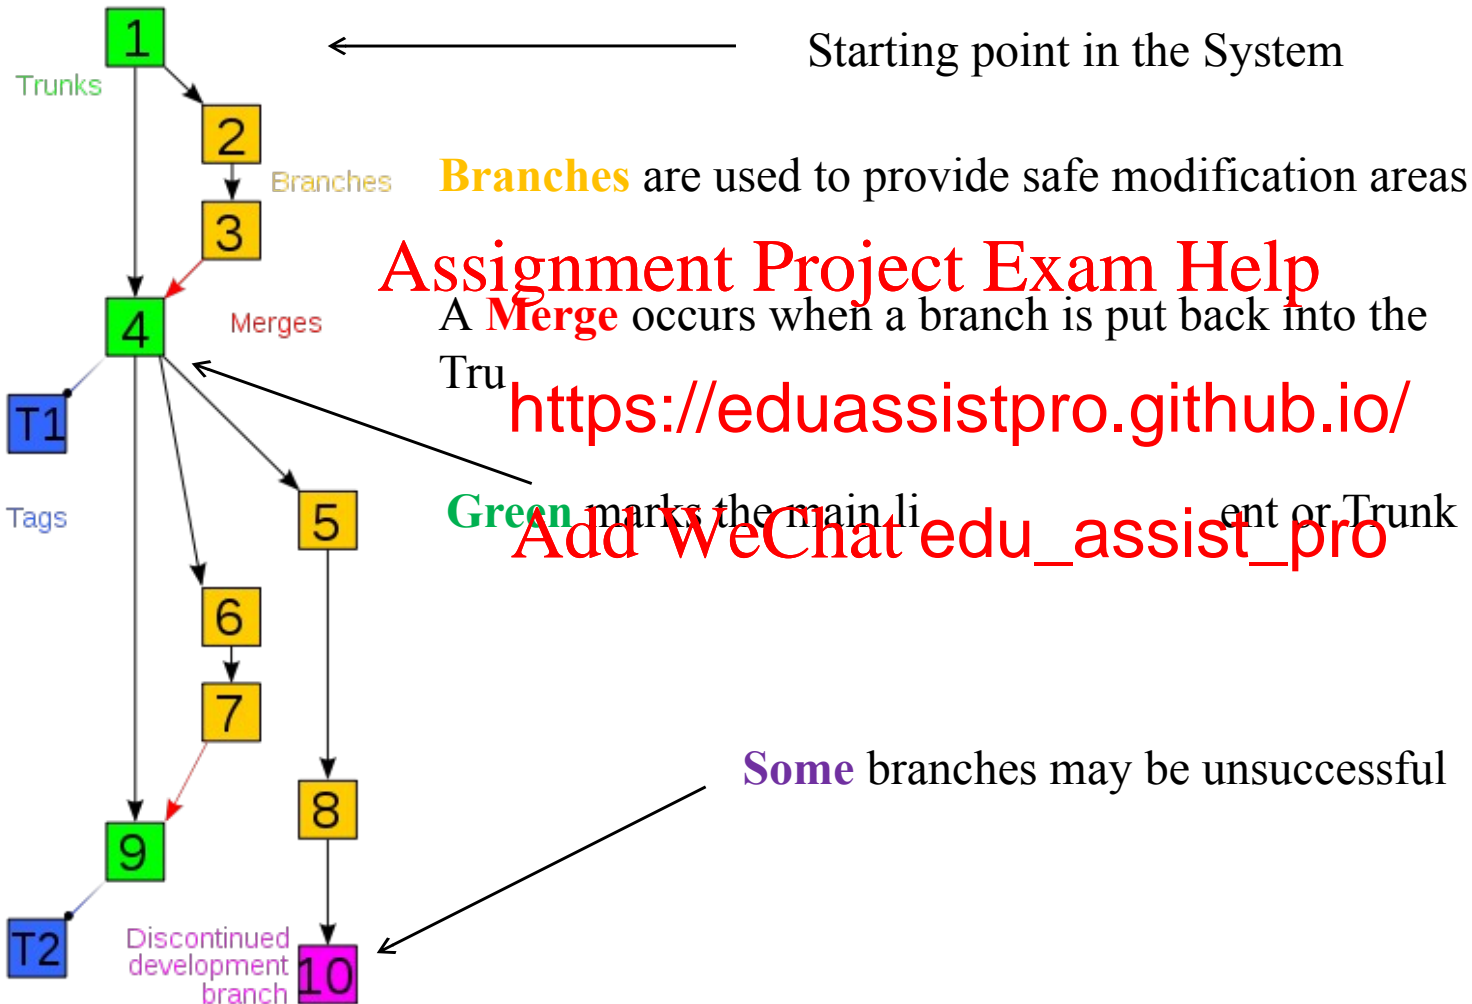 1
Starting point in the System
Trunks
2
Branches
Branches are used to provide safe modification areas
3
Assignment Project Exam Help
4
Merges
A Merge occurs when a branch is put back into the
Tru
https://eduassistpro.github.io/
T1
Tags
5
Green marks the main li ent or Trunk
Add WeChat edu_assist_pro
6
7
Some branches may be unsuccessful
8
9
T2
Discontinued
development
branch
10